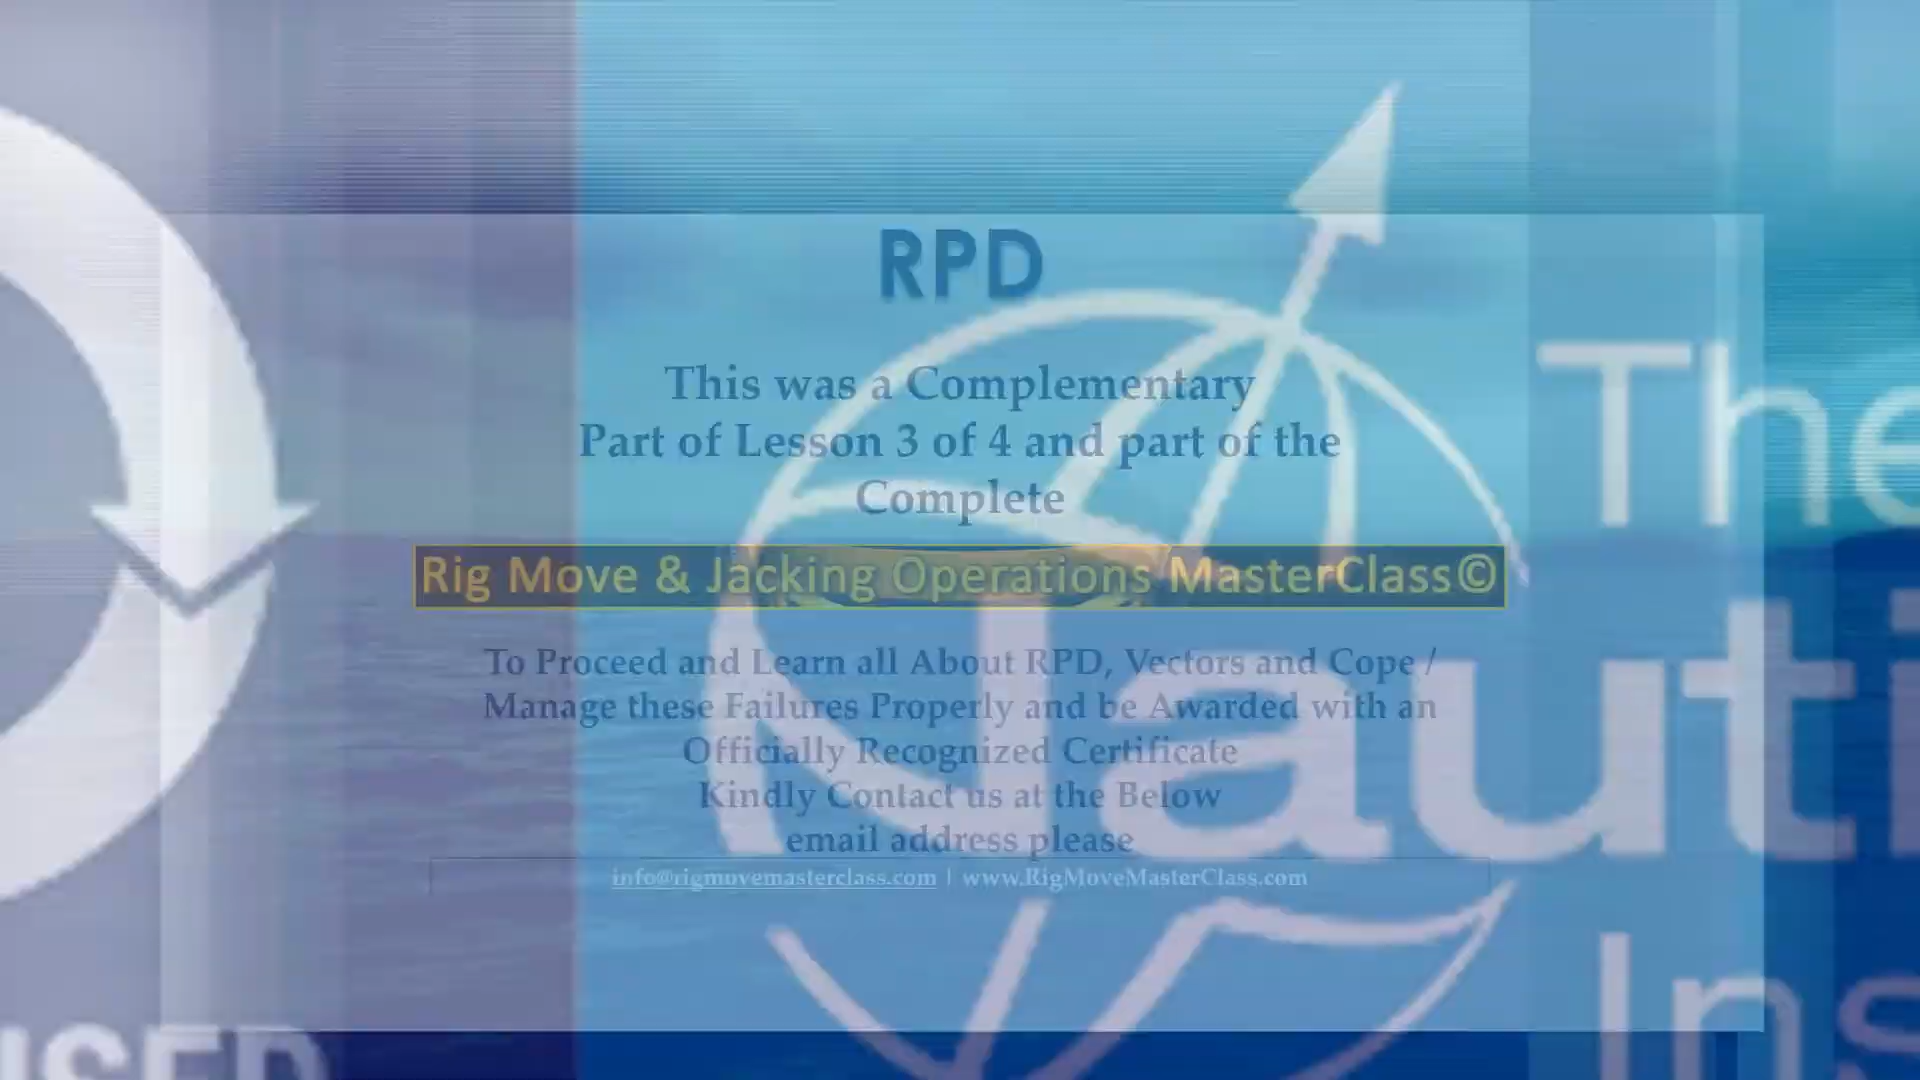 RPD
This was a Complementary
Part of Lesson 3 of 4 and part of the
Complete
Rig Move & Jacking Operations MasterClass©
To Proceed and Learn all About RPD, Vectors and Cope /
Manage these Failures Properly and be Awarded with an
Officially Recognized Certificate
Kindly Contact us at the Below
email address please
info@rigmovemasterclass.com | www.RigMoveMasterClass.com
The
Nauti
Ins